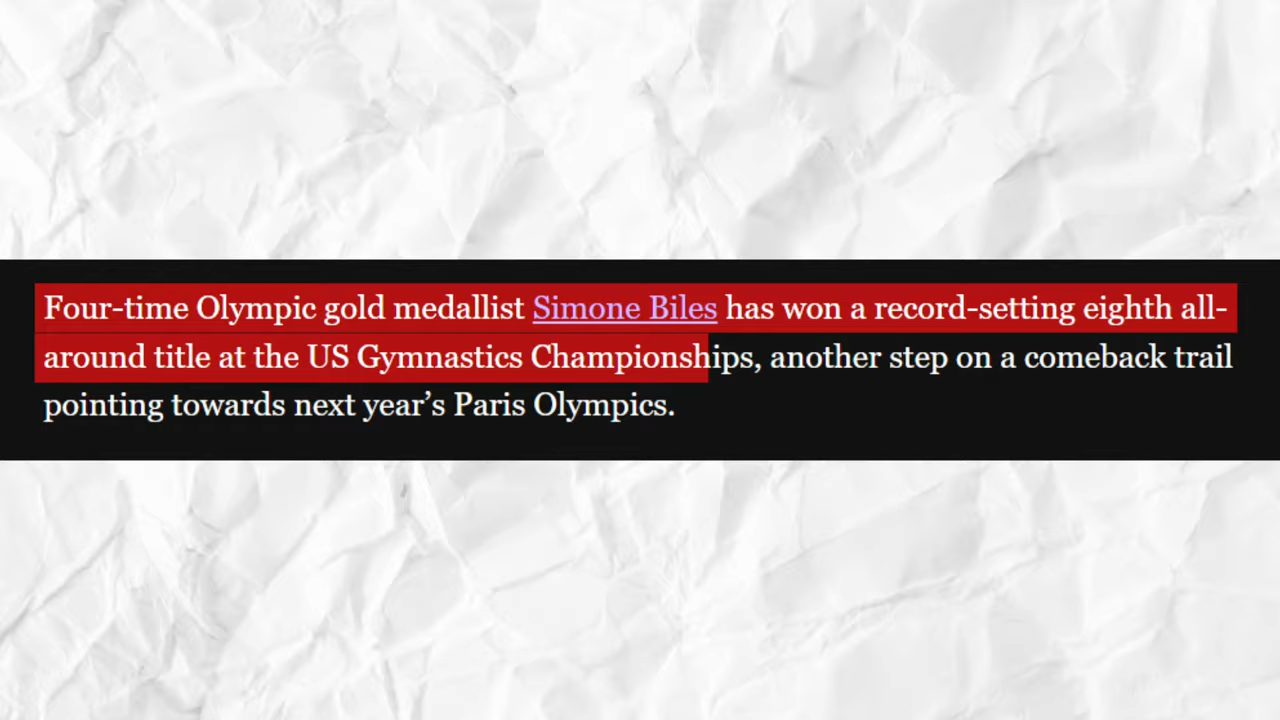 Four-time Olympic gold medallist Simone Biles has won a record-setting eighth all-
around title at the US Gymnastics Championships, another step on a comeback trail
pointing towards next year’s Paris Olympics.